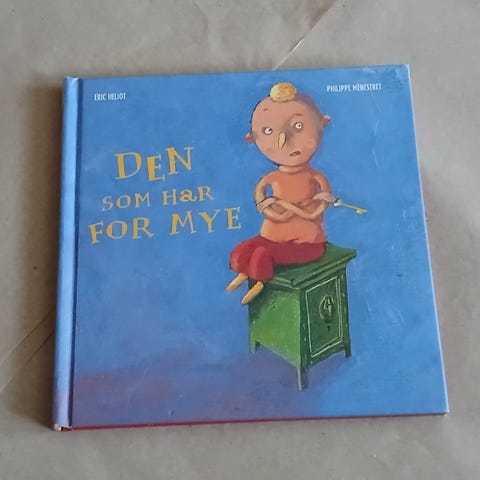 ERIC HELIOT
PHILIPPE MÉNESTRET
DEN
SOM HAR
FOR MYE